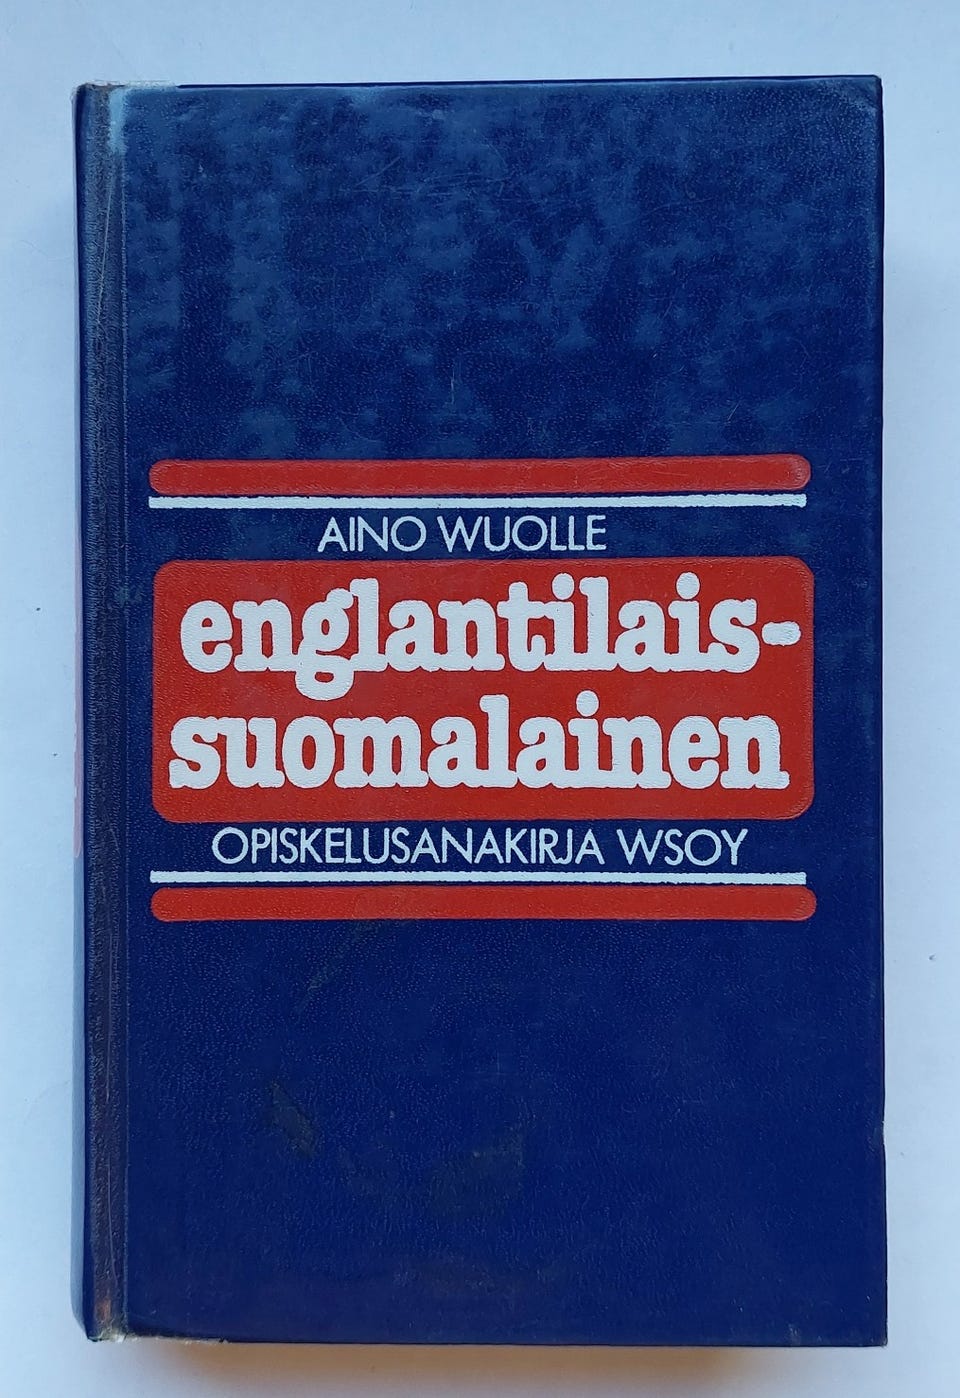 AINO WUOLLE
englantilais-
suomalainen
OPISKELUSANAKIRJA WSOY